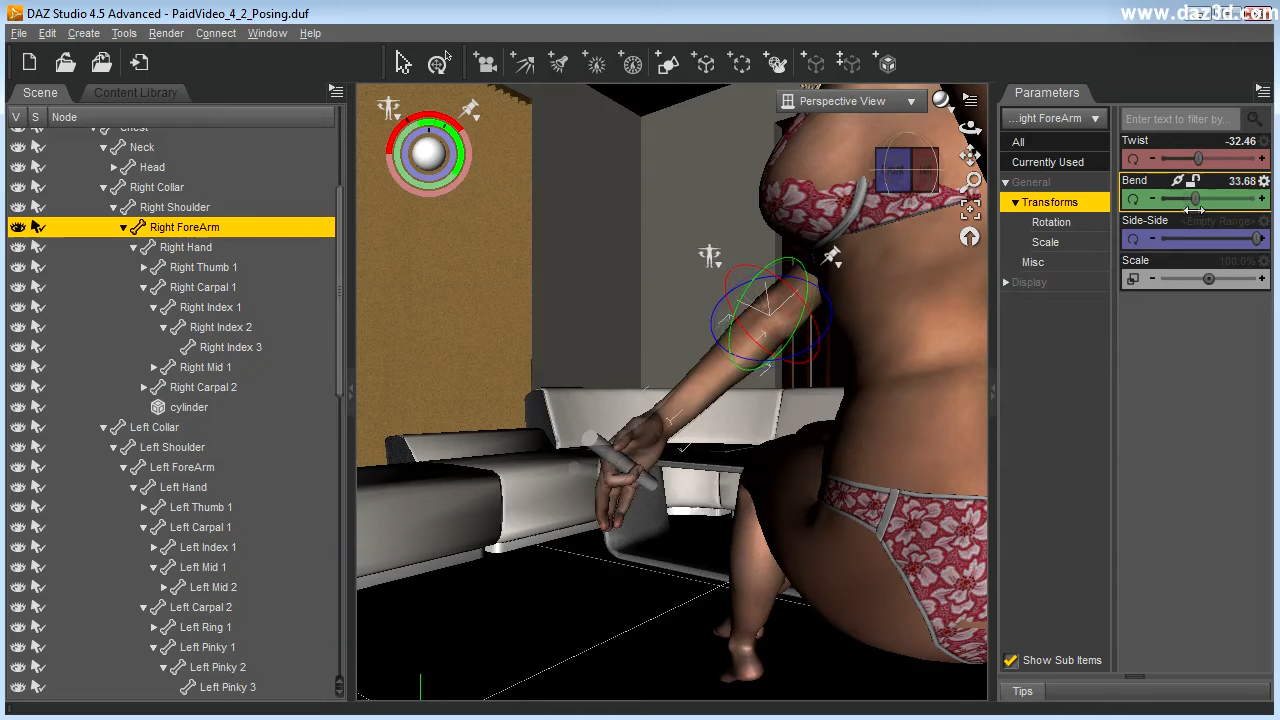 DAZ Studio 4.5 Advanced - PaidVideo_4_2_Posing.duf
www.daz3d.com
File Edit Create Tools Render Connect Window Help
Scene Content Library
V S Node
Chest
Neck
Head
Right Collar
Right Shoulder
Right ForeArm
Right Hand
Right Thumb 1
Right Carpal 1
Right Index 1
Right Index 2
Right Index 3
Right Mid 1
Right Carpal 2
cylinder
Left Collar
Left Shoulder
Left ForeArm
Left Hand
Left Thumb 1
Left Carpal 1
Left Index 1
Left Mid 1
Left Mid 2
Left Carpal 2
Left Ring 1
Left Pinky 1
Left Pinky 2
Left Pinky 3
Perspective View
Parameters
...ight ForeArm
All
Currently Used
General
Transforms
Rotation
Scale
Misc
Display
Show Sub Items
Enter text to filter by...
Twist -32.46
Bend 33.68
Side-Side <Empty Range>
Scale 100.0%
Tips